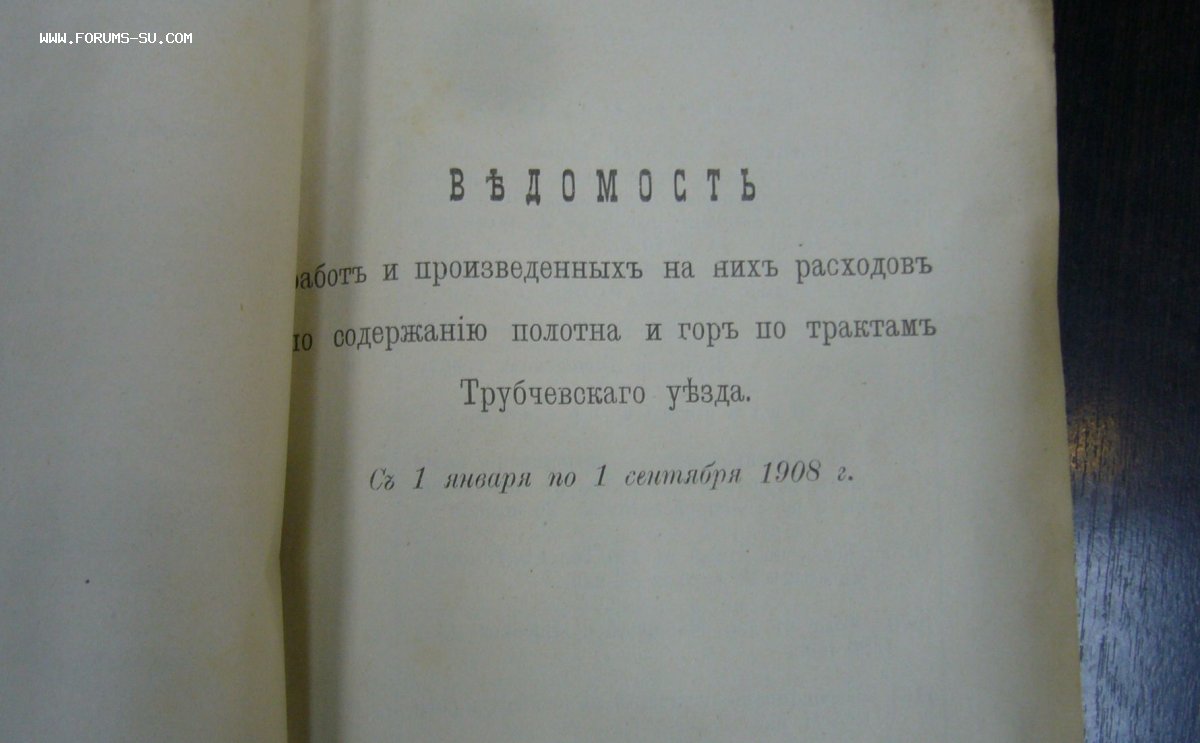 WWW.FORUMS-SU.COM
ВѢДОМОСТЬ
работъ и произведенныхъ на нихъ расходовъ
по содержанію полотна и горъ по трактамъ
Трубчевскаго уѣзда.
Съ 1 января по 1 сентября 1908 г.